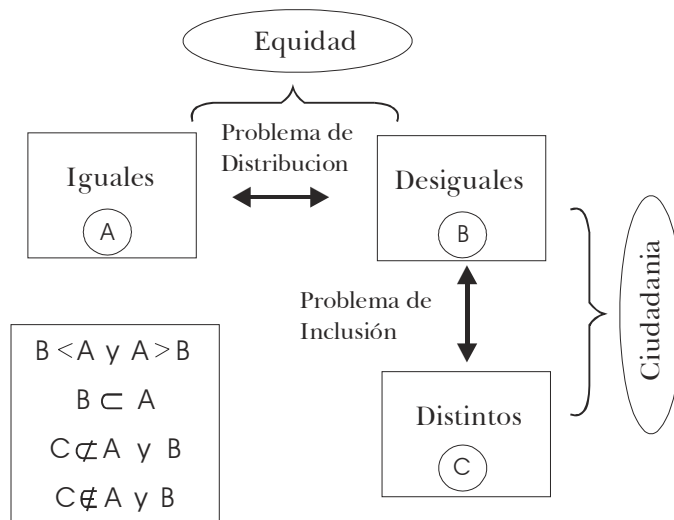 Equidad
Problema de
Distribucion
Iguales
A
Desiguales
B
Problema de
Inclusión
Ciudadania
Distintos
C
B < A y A > B
B ⊂ A
C ⊄ A y B
C ∉ A y B